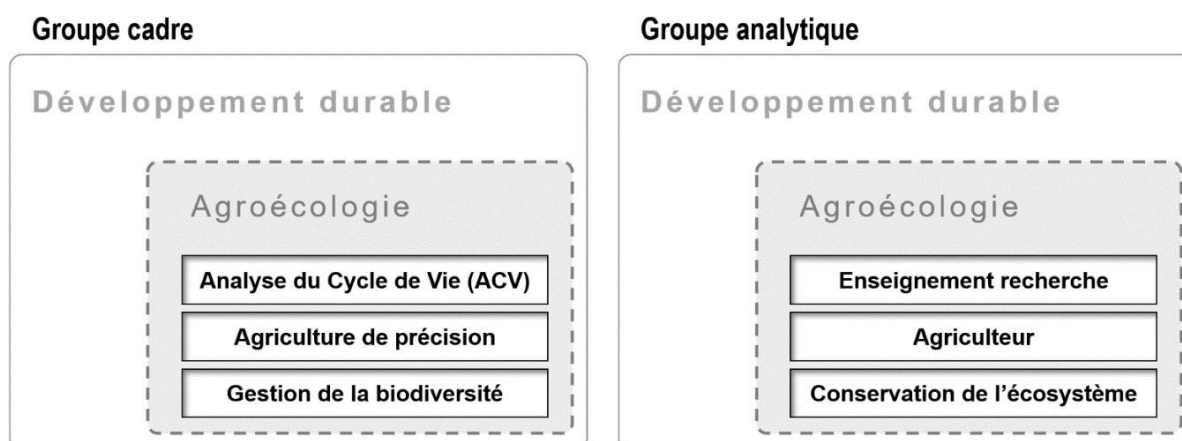 Groupe cadre
Développement durable
Agroécologie
Analyse du Cycle de Vie (ACV)
Agriculture de précision
Gestion de la biodiversité
Groupe analytique
Développement durable
Agroécologie
Enseignement recherche
Agriculteur
Conservation de l'écosystème